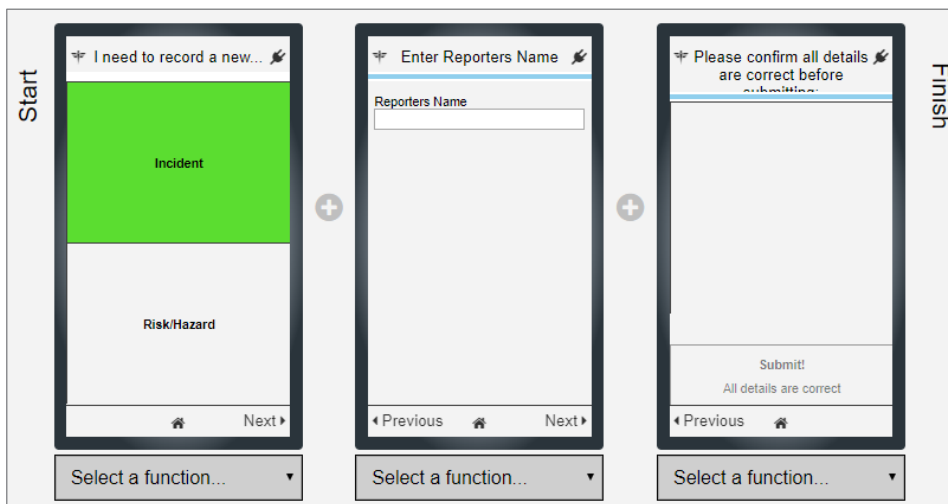 Start
I need to record a new...
Incident
Risk/Hazard
Next
Select a function...
Enter Reporters Name
Reporters Name
Previous
Next
Select a function...
Please confirm all details
are correct before
submitting:
Submit!
All details are correct
Previous
Select a function...
Finish